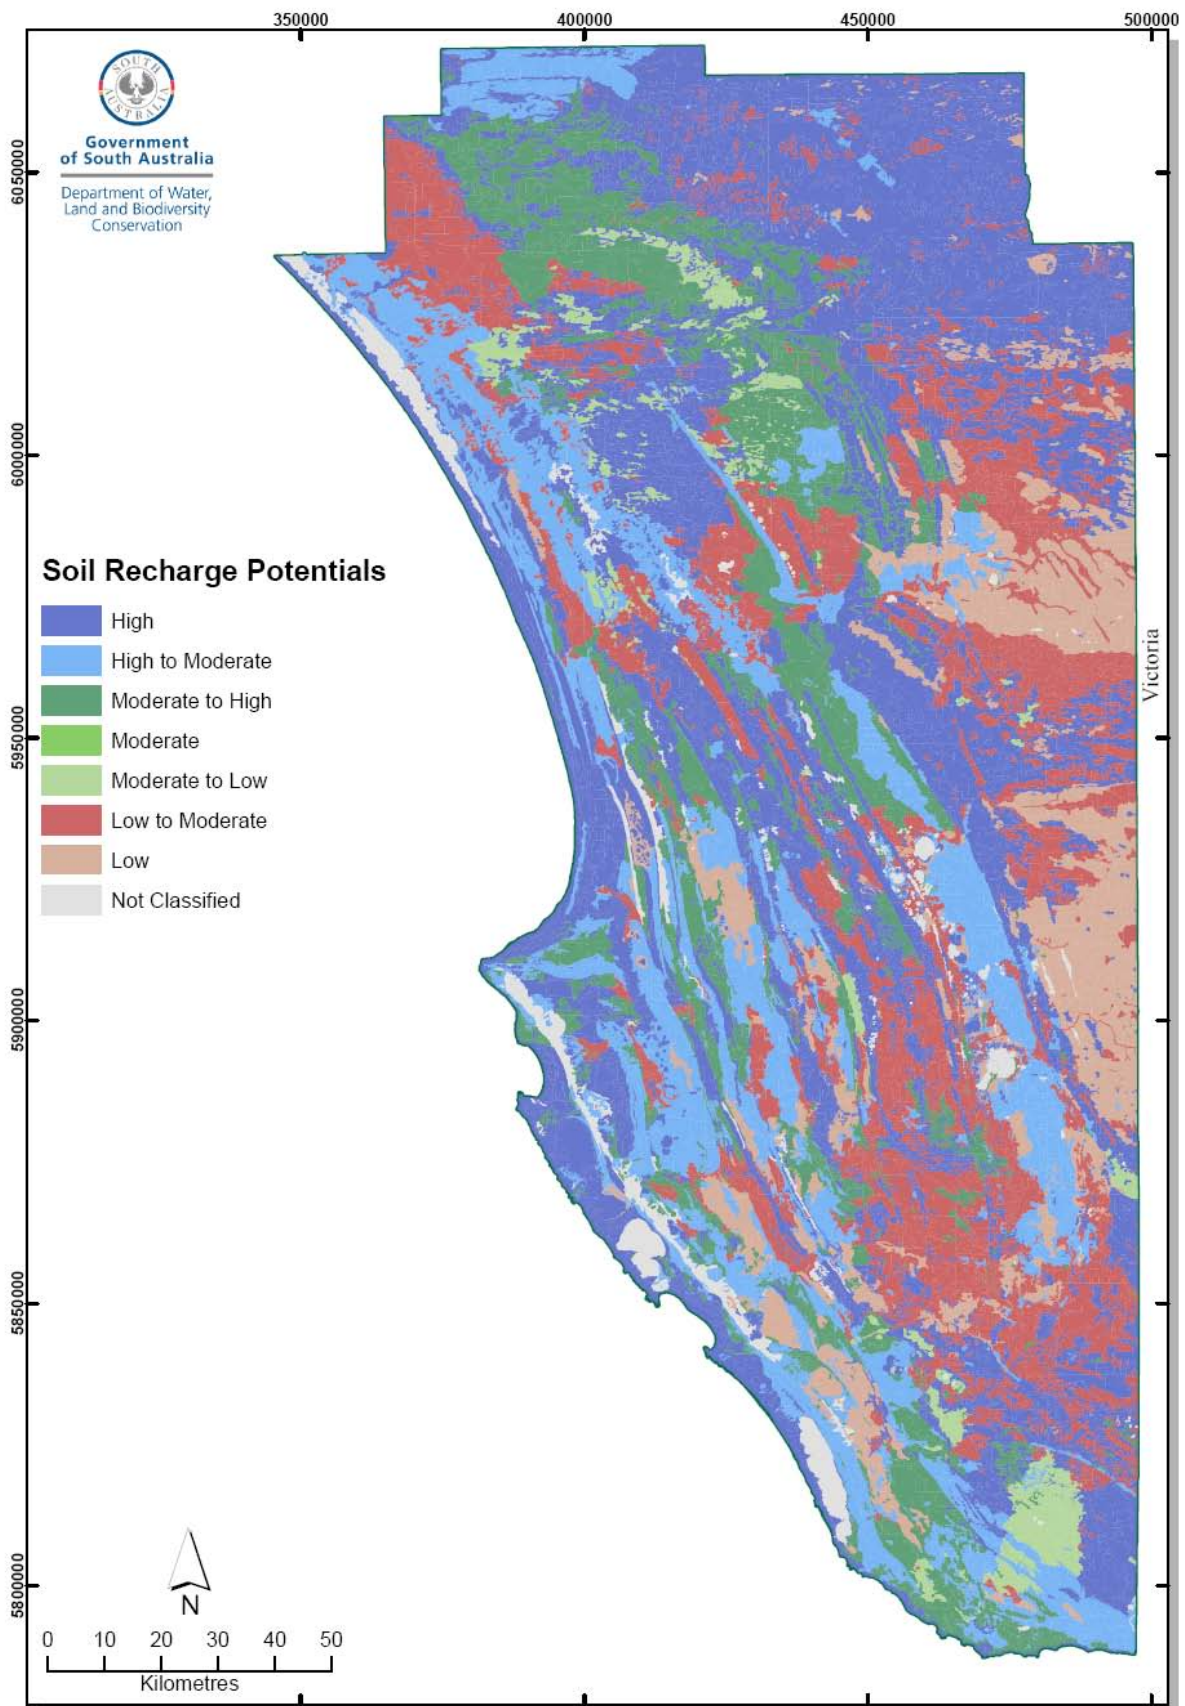 350000 400000 450000 500000
SOUTH
AUSTRALIA
Government
of South Australia
Department of Water,
Land and Biodiversity
Conservation
6050000
6000000
Soil Recharge Potentials
High
High to Moderate
Moderate to High
Moderate
Moderate to Low
Low to Moderate
Low
Not Classified
Victoria
5950000
5900000
5850000
5800000
N
0 10 20 30 40 50
Kilometres